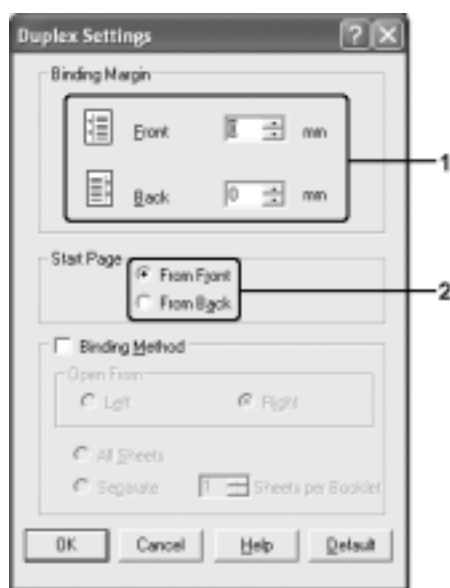 Duplex Settings
Binding Margin
Front mm
1
Back 0 mm
Start Page
From Front
2
From Back
Binding Method
Open From
Left Right
All Sheets
Separate 1 Sheets per Booklet
OK Cancel Help Default